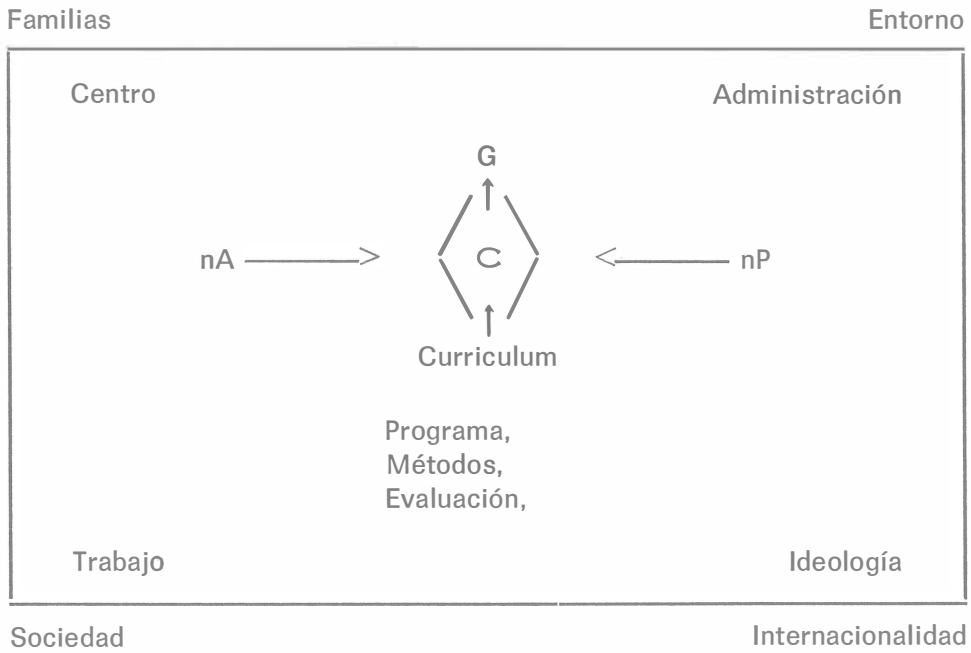 Familias Entorno
Centro Administración
G
nA C nP
Curriculum
Programa,
Métodos,
Evaluación,
Trabajo Ideología
Sociedad Internacionalidad